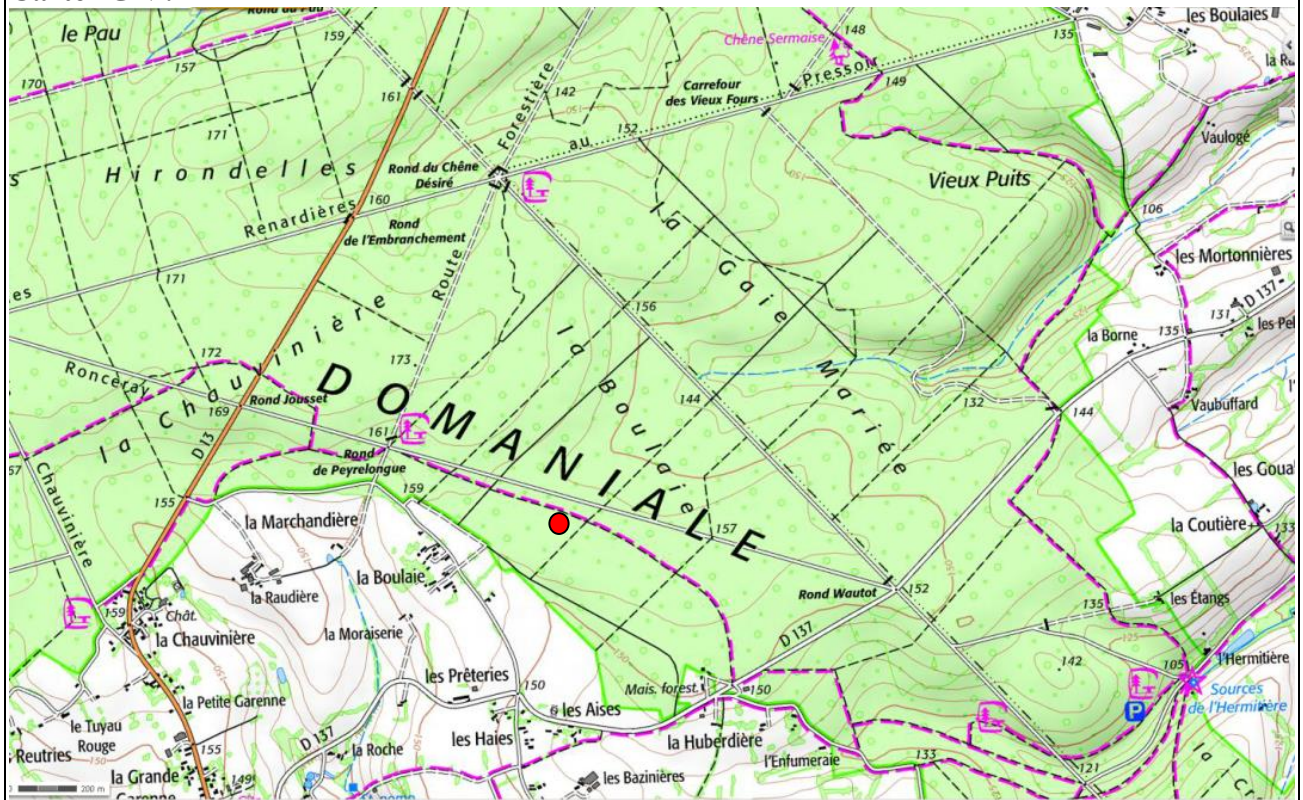 le Pau
159
157
170
148
Chêne Sermaise
les Boulaies
135
Pressoir
149
Carrefour
des Vieux Fours
161
142
Forestière
au
152
171
Hirondelles
Rond du Chêne
Désiré
Vauloge
Vieux Puits
Renardières
160
Rond
de l'Embranchement
106
les Mortonnières
Route
la Gaie Mariée
171
D 137
131
les Pel
135
la Borne
156
172
173
la Chauvinière
Ronceray
DOMANIALE
la Boulaie
144
132
144
Vaubuffard
Rond Jousset
169
161
D13
Rond
de Peyrelongue
Chauvinière
159
155
157
les Goua
la Coutière
133
la Marchandière
la Boulaie
la Raudière
Rond Wautot
152
les Étangs
135
159
Chât.
la Chauvinière
la Moraiserie
D 137
125
142
105
l'Hermitière
Sources
de l'Hermitière
P
la Petite Garenne
les Prêteries
150
Mais. forest.
150
les Aises
le Tuyau
Rouge
Reutries
155
D 137
la Roche
les Haies
la Huberdière
l'Enfumeraie
133
la Grande
149
les Bazinières
121
200 m
Garenne